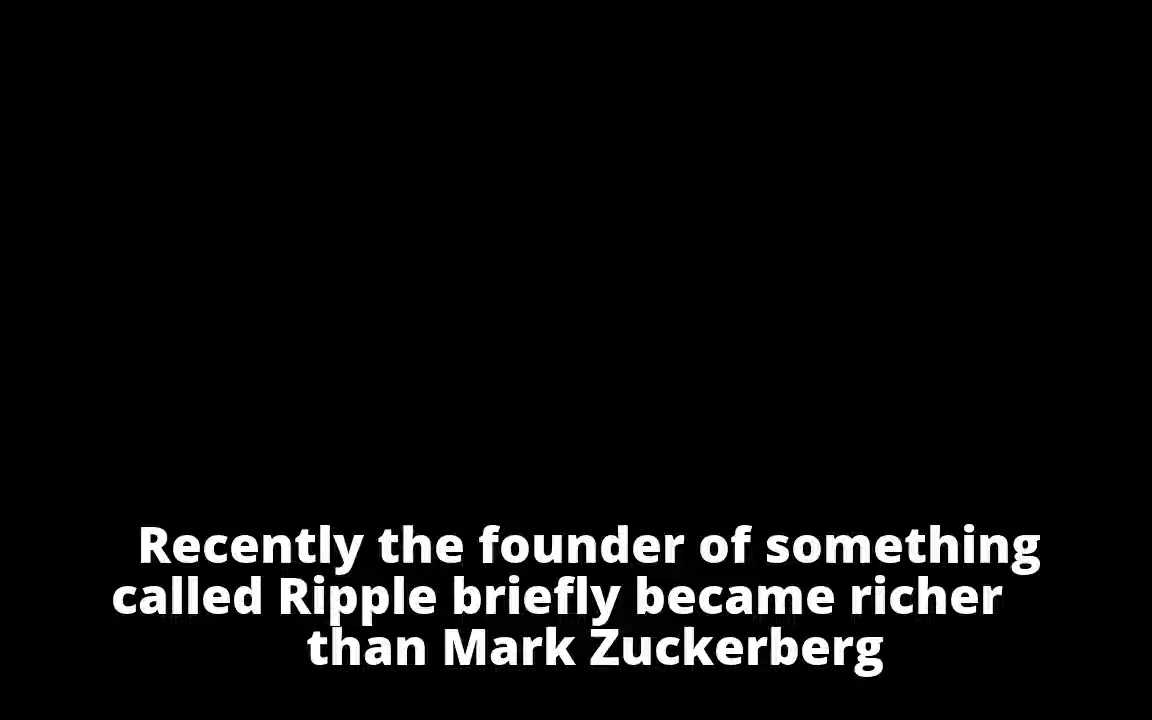 Recently the founder of something
called Ripple briefly became richer
than Mark Zuckerberg